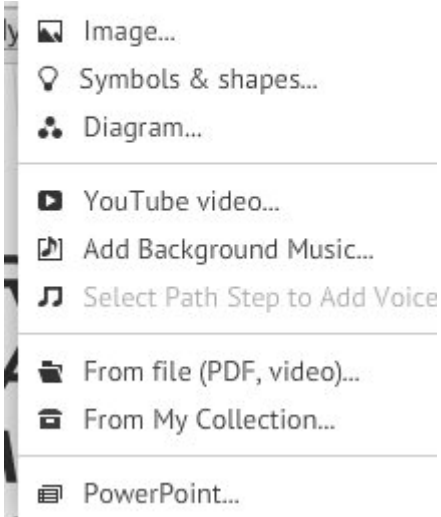 Image...
Symbols & shapes...
Diagram...
YouTube video...
Add Background Music...
Select Path Step to Add Voice
From file (PDF, video)...
From My Collection...
PowerPoint...